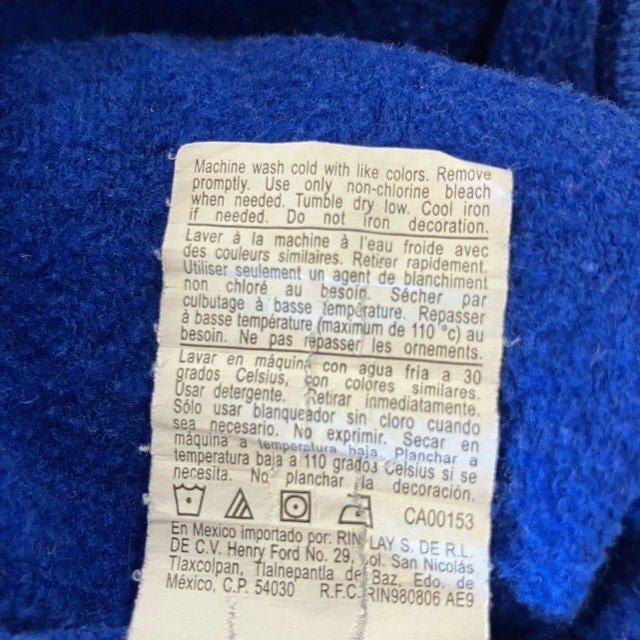 Machine wash cold with like colors. Remove
promptly. Use only non-chlorine bleach
when needed. Tumble dry low. Cool iron
if needed. Do not iron decoration.
Laver à la machine à l'eau froide avec
des couleurs similaires. Retirer rapidement.
Utiliser seulement un agent de blanchiment
non chloré au besoin. Sécher par
culbutage à basse température. Repasser
à basse température (maximum de 110 °c) au
besoin. Ne pas repasser les ornements.
Lavar en máquina con agua fria a 30
grados Celsius, con colores similares.
Usar detergente. Retirar inmediatamente.
Sólo usar blanqueador sin cloro cuando
sea necesario. No exprimir. Secar en
máquina a temperatura baja. Planchar a
temperatura baja a 110 grados Celsius si se
necesita. No planchar la decoración.
CA00153
En Mexico importado por: RIN LAY S. DE R.L.
DE C.V. Henry Ford No. 29, Col. San Nicolás
Tlaxcolpan, Tlalnepantla de Baz, Edo. de
México, C.P. 54030 R.F.C. RIN980806 AE9